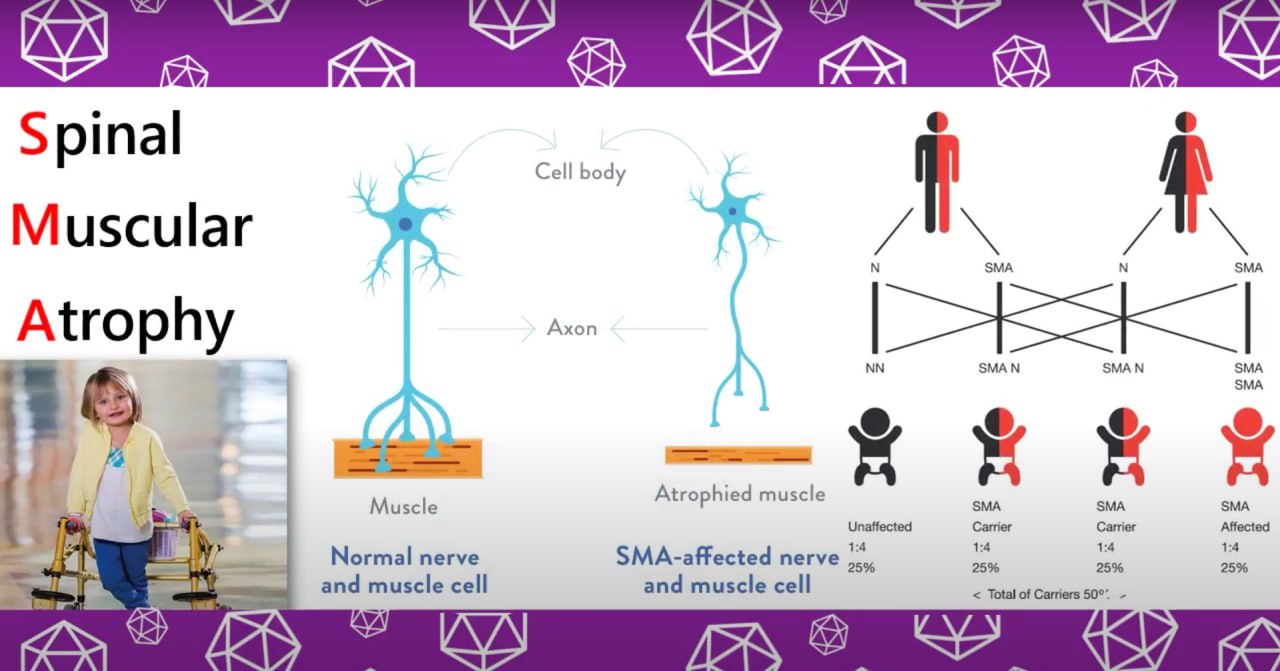 Spinal
Muscular
Atrophy
Cell body
Axon
Muscle
Atrophied muscle
Normal nerve
and muscle cell
SMA-affected nerve
and muscle cell
N
SMA
N
SMA
NN
SMA N
SMA N
SMA
SMA
Unaffected
1:4
25%
SMA
Carrier
1:4
25%
SMA
Carrier
1:4
25%
SMA
Affected
1:4
25%
< Total of Carriers